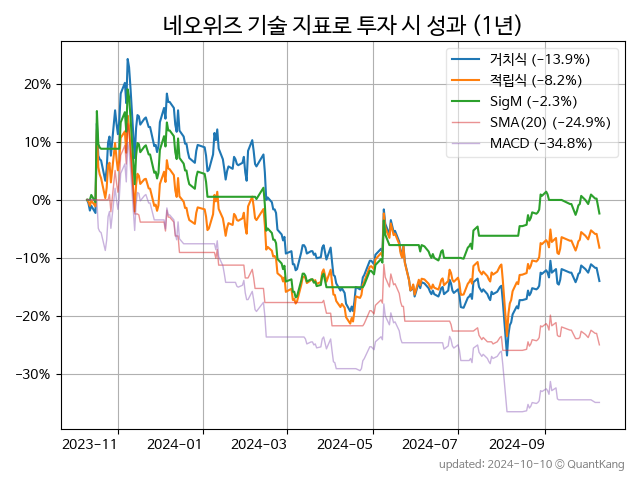 네오위즈 기술 지표로 투자 시 성과 (1년)
거치식 (−13.9%)
적립식 (−8.2%)
SigM (−2.3%)
SMA(20) (−24.9%)
MACD (−34.8%)
20%
10%
0%
−10%
−20%
−30%
2023-11 2024-01 2024-03 2024-05 2024-07 2024-09
updated: 2024-10-10 © QuantKang